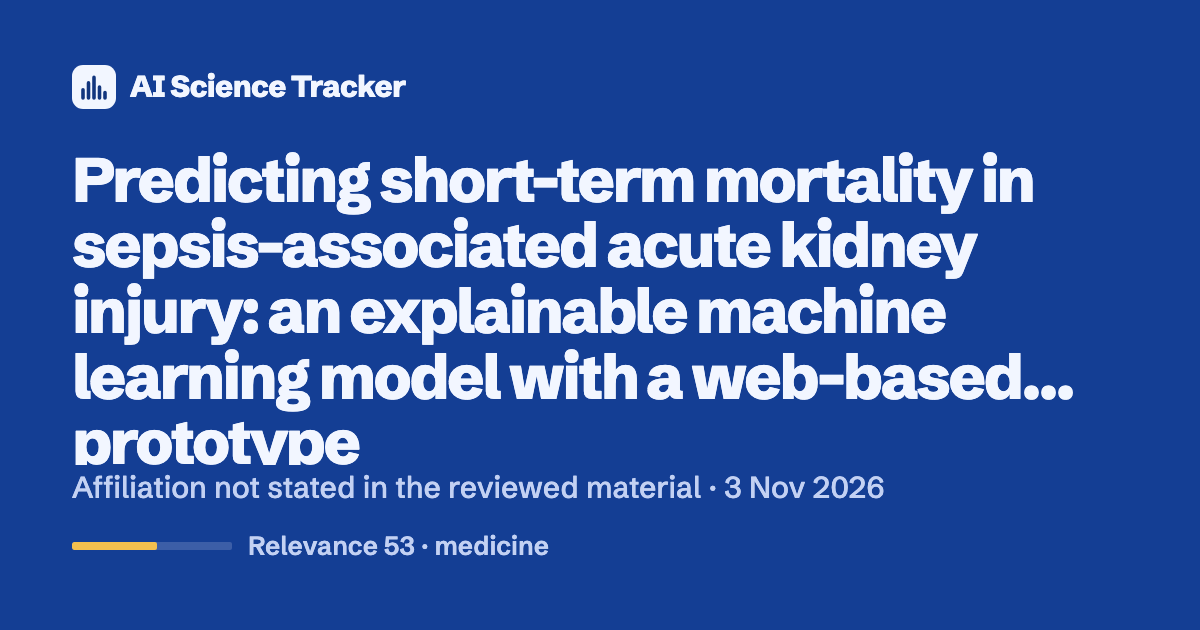 AI Science Tracker
Predicting short-term mortality in
sepsis-associated acute kidney
injury: an explainable machine
learning model with a web-based...
prototype
Affiliation not stated in the reviewed material · 3 Nov 2026
Relevance 53 · medicine